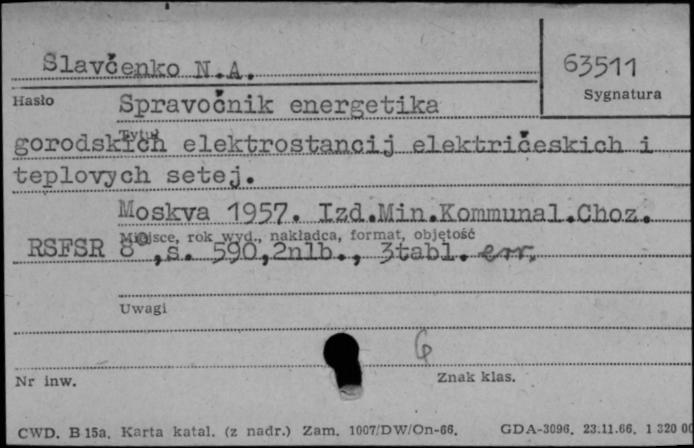 Slavčenko N.A.
63511
Hasło
Sygnatura
Spravočnik energetika
Tytuł
gorodskich elektrostancij električeskich i
teplovych setej.
Moskva 1957. Izd.Min.Kommunal.Choz.
Miejsce, rok wyd., nakładca, format, objętość
RSFSR 8°,s. 590,2nlb., 3tabl. err.
Uwagi
Nr inw.
Znak klas.
CWD. B 15a. Karta katal. (z nadr.) Zam. 1007/DW/On-66. GDA-3096. 23.11.66. 1 320